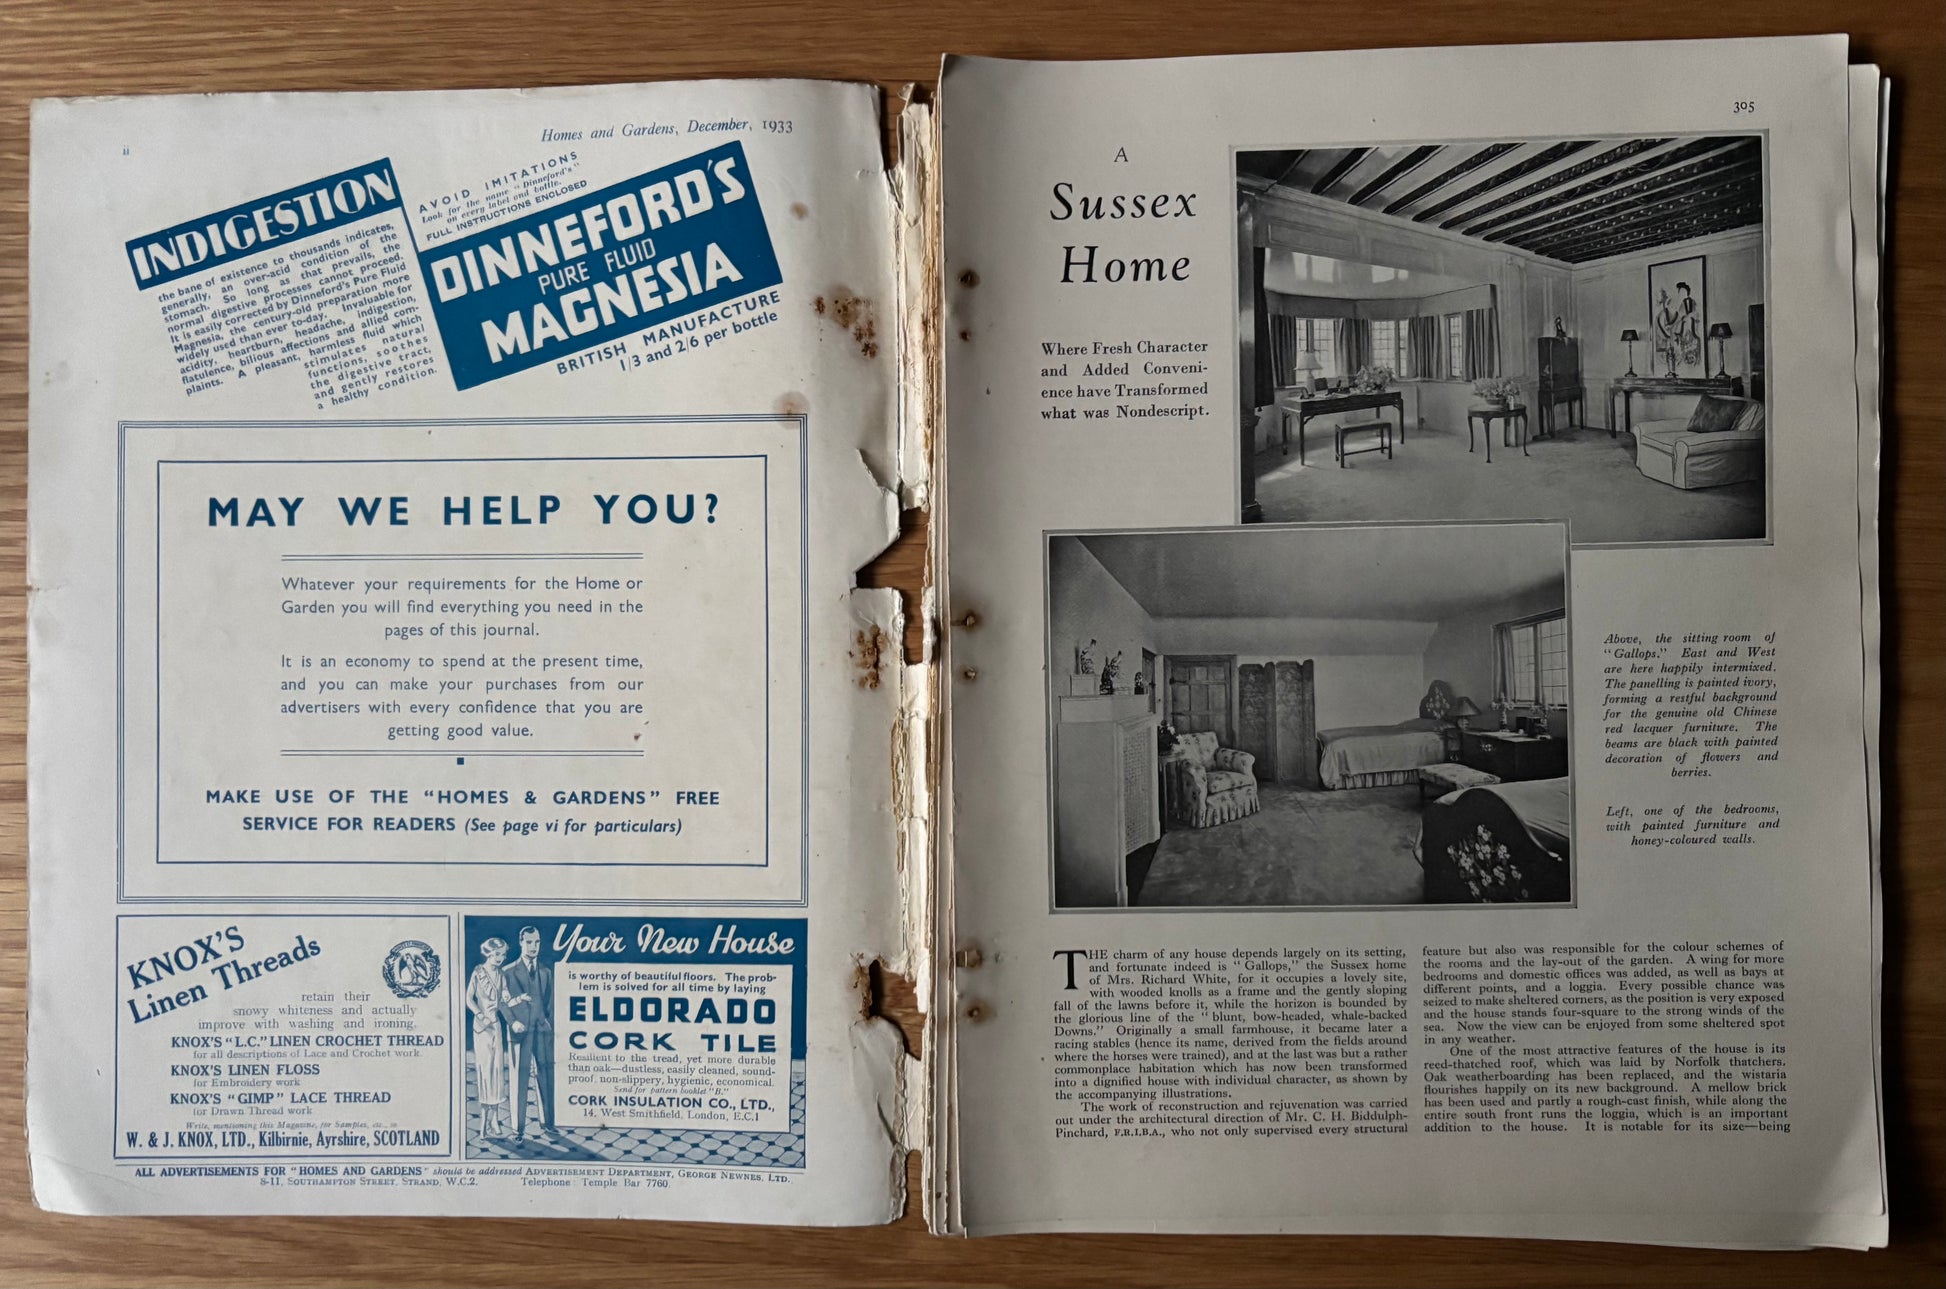 ii
Homes and Gardens, December, 1933
INDIGESTION
the bane of existence to thousands indicates,
generally, an over-acid condition of the
stomach. So long as that prevails, the
normal digestive processes cannot proceed.
It is easily corrected by Dinneford's Pure Fluid
Magnesia, the century-old preparation more
widely used than ever to-day. Invaluable for
acidity, heartburn, headache, indigestion,
flatulence, bilious affections and allied com-
plaints. A pleasant, harmless fluid which
stimulates natural
functions, soothes
the digestive tract,
and gently restores
a healthy condition.
AVOID IMITATIONS
Look for the name "Dinneford's"
on every label and bottle.
FULL INSTRUCTIONS ENCLOSED
DINNEFORD'S
PURE FLUID
MAGNESIA
BRITISH MANUFACTURE
1/3 and 2/6 per bottle
MAY WE HELP YOU?
Whatever your requirements for the Home or
Garden you will find everything you need in the
pages of this journal.
It is an economy to spend at the present time,
and you can make your purchases from our
advertisers with every confidence that you are
getting good value.
MAKE USE OF THE "HOMES & GARDENS" FREE
SERVICE FOR READERS (See page vi for particulars)
KNOX'S
Linen Threads
retain their
snowy whiteness and actually
improve with washing and ironing.
KNOX'S "L.C." LINEN CROCHET THREAD
for all descriptions of Lace and Crochet work.
KNOX'S LINEN FLOSS
for Embroidery work
KNOX'S "GIMP" LACE THREAD
for Drawn Thread work
Write, mentioning this Magazine, for Samples, etc., to
W. & J. KNOX, LTD., Kilbirnie, Ayrshire, SCOTLAND
Your New House
is worthy of beautiful floors. The prob-
lem is solved for all time by laying
ELDORADO
CORK TILE
Resilient to the tread, yet more durable
than oak—dustless, easily cleaned, sound-
proof, non-slippery, hygienic, economical.
Send for pattern booklet "B."
CORK INSULATION CO., LTD.,
14, West Smithfield, London, E.C.1
ALL ADVERTISEMENTS FOR "HOMES AND GARDENS" should be addressed ADVERTISEMENT DEPARTMENT, GEORGE NEWNES, LTD.,
8-11, SOUTHAMPTON STREET, STRAND, W.C.2. Telephone: Temple Bar 7760.
305
A
Sussex
Home
Where Fresh Character
and Added Conveni-
ence have Transformed
what was Nondescript.
Above, the sitting room of
"Gallops." East and West
are here happily intermixed.
The panelling is painted ivory,
forming a restful background
for the genuine old Chinese
red lacquer furniture. The
beams are black with painted
decoration of flowers and
berries.
Left, one of the bedrooms,
with painted furniture and
honey-coloured walls.
THE charm of any house depends largely on its setting,
and fortunate indeed is "Gallops," the Sussex home
of Mrs. Richard White, for it occupies a lovely site,
with wooded knolls as a frame and the gently sloping
fall of the lawns before it, while the horizon is bounded by
the glorious line of the "blunt, bow-headed, whale-backed
Downs." Originally a small farmhouse, it became later a
racing stables (hence its name, derived from the fields around
where the horses were trained), and at the last was but a rather
commonplace habitation which has now been transformed
into a dignified house with individual character, as shown by
the accompanying illustrations.
The work of reconstruction and rejuvenation was carried
out under the architectural direction of Mr. C. H. Biddulph-
Pinchard, F.R.I.B.A., who not only supervised every structural
feature but also was responsible for the colour schemes of
the rooms and the lay-out of the garden. A wing for more
bedrooms and domestic offices was added, as well as bays at
different points, and a loggia. Every possible chance was
seized to make sheltered corners, as the position is very exposed
and the house stands four-square to the strong winds of the
sea. Now the view can be enjoyed from some sheltered spot
in any weather.
One of the most attractive features of the house is its
reed-thatched roof, which was laid by Norfolk thatchers.
Oak weatherboarding has been replaced, and the wistaria
flourishes happily on its new background. A mellow brick
has been used and partly a rough-cast finish, while along the
entire south front runs the loggia, which is an important
addition to the house. It is notable for its size—being